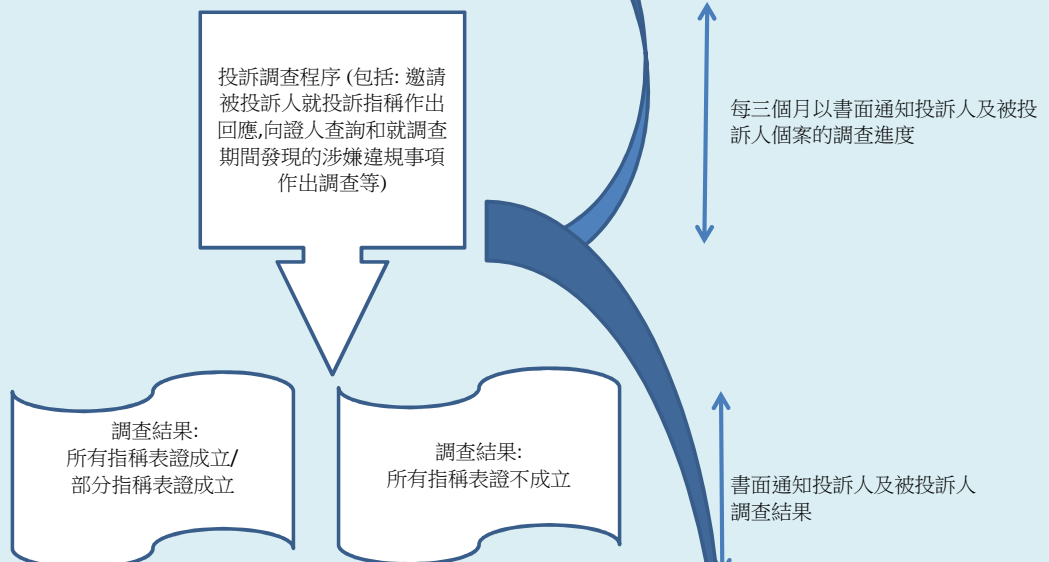 投訴調查程序 (包括: 邀請
被投訴人就投訴指稱作出
回應,向證人查詢和就調查
期間發現的涉嫌違規事項
作出調查等)
每三個月以書面通知投訴人及被投
訴人個案的調查進度
調查結果:
所有指稱表證成立/
部分指稱表證成立
調查結果:
所有指稱表證不成立
書面通知投訴人及被投訴人
調查結果